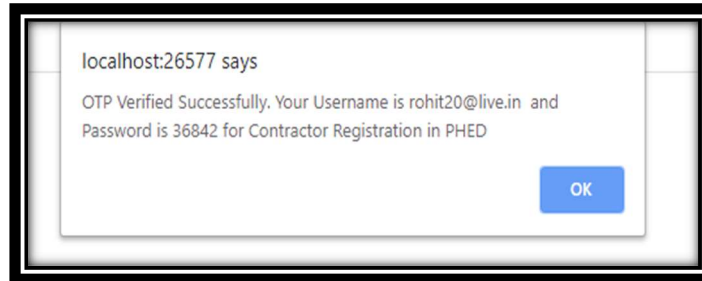 localhost:26577 says
OTP Verified Successfully. Your Username is rohit20@live.in and
Password is 36842 for Contractor Registration in PHED
OK